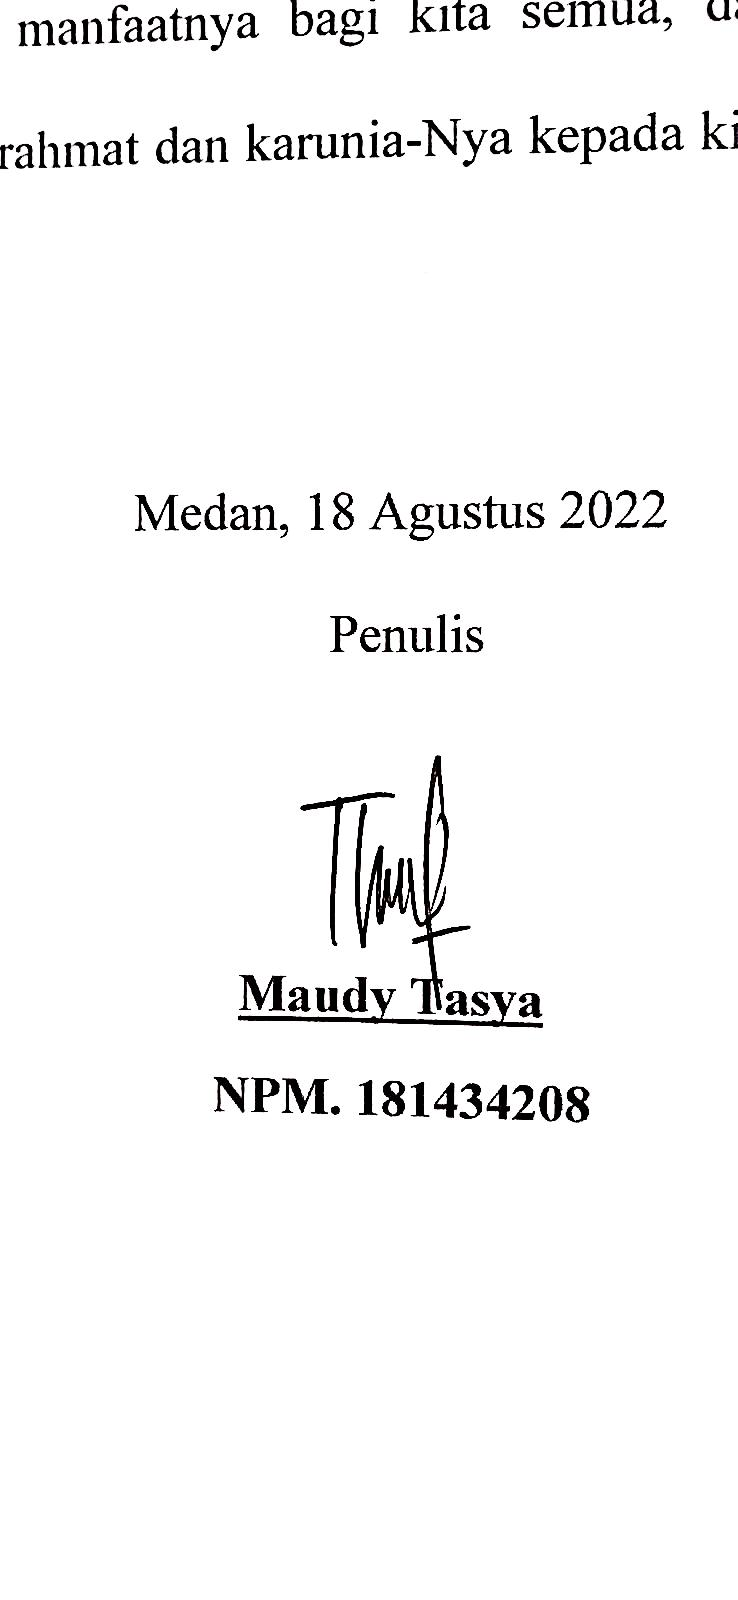 manfaatnya bagi kita semua,
rahmat dan karunia-Nya kepada
Medan, 18 Agustus 2022
Penulis
Maudy Tasya
NPM. 181434208